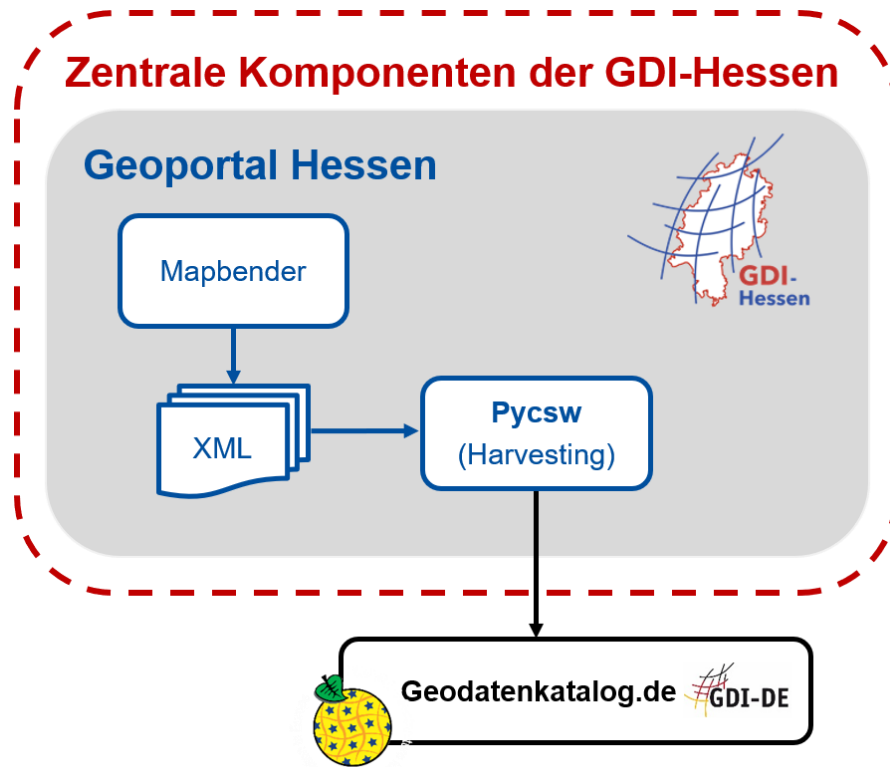 Zentrale Komponenten der GDI-Hessen
Geoportal Hessen
GDI-
Hessen
Mapbender
XML
Pycsw
(Harvesting)
Geodatenkatalog.de
GDI-DE